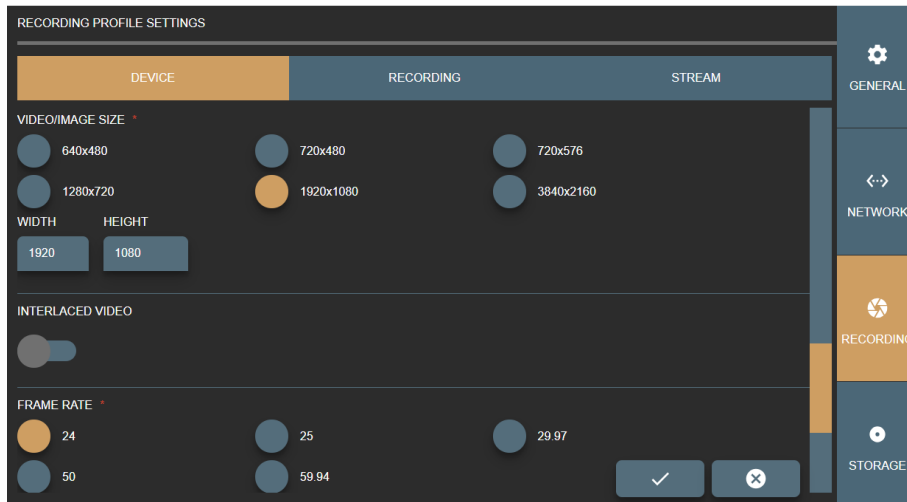 RECORDING PROFILE SETTINGS
DEVICE RECORDING STREAM
VIDEO/IMAGE SIZE *
640x480 720x480 720x576
1280x720 1920x1080 3840x2160
WIDTH HEIGHT
1920 1080
INTERLACED VIDEO
FRAME RATE *
24 25 29.97
50 59.94
GENERAL
NETWORK
RECORDING
STORAGE